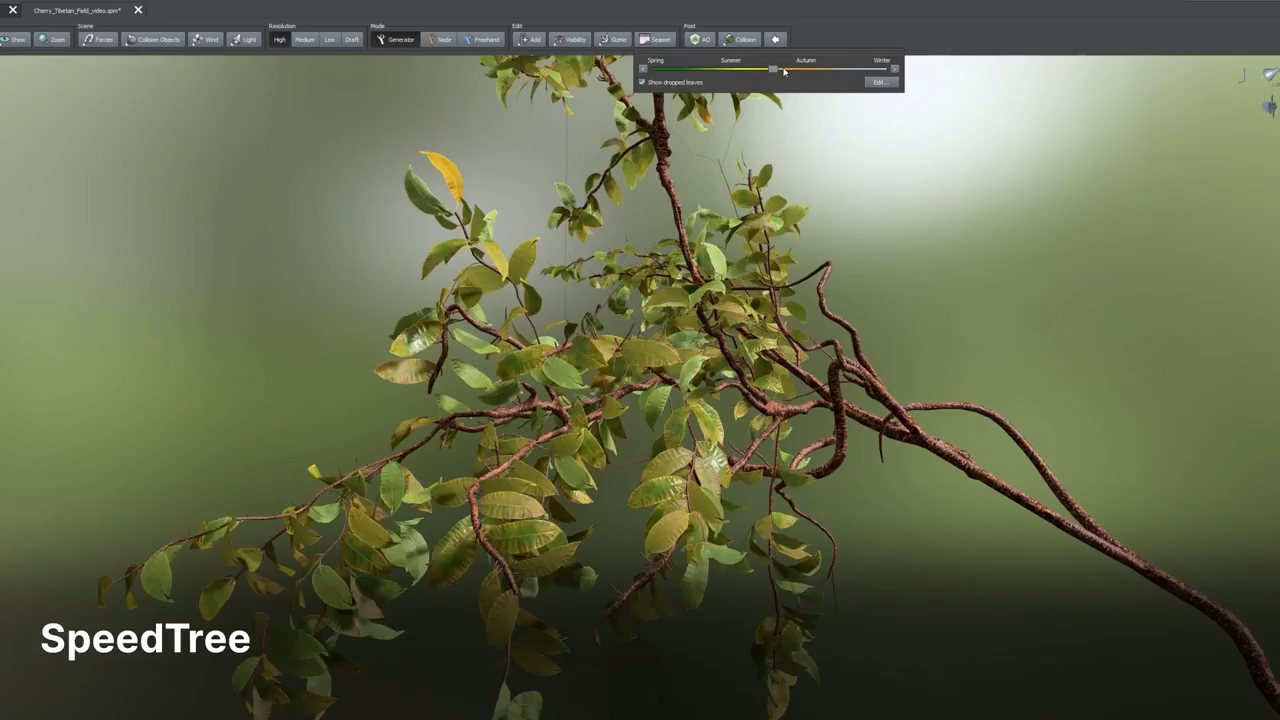 Cherry_Tibetan_Field_video.spm*
Scene
Resolution
Mode
Edit
Post
Show
Zoom
Forces
Collision Objects
Wind
Light
High
Medium
Low
Draft
Generator
Node
Freehand
Add
Visibility
Gizmo
Season
AO
Collision
Spring
Summer
Autumn
Winter
Show dropped leaves
Edit...
SpeedTree